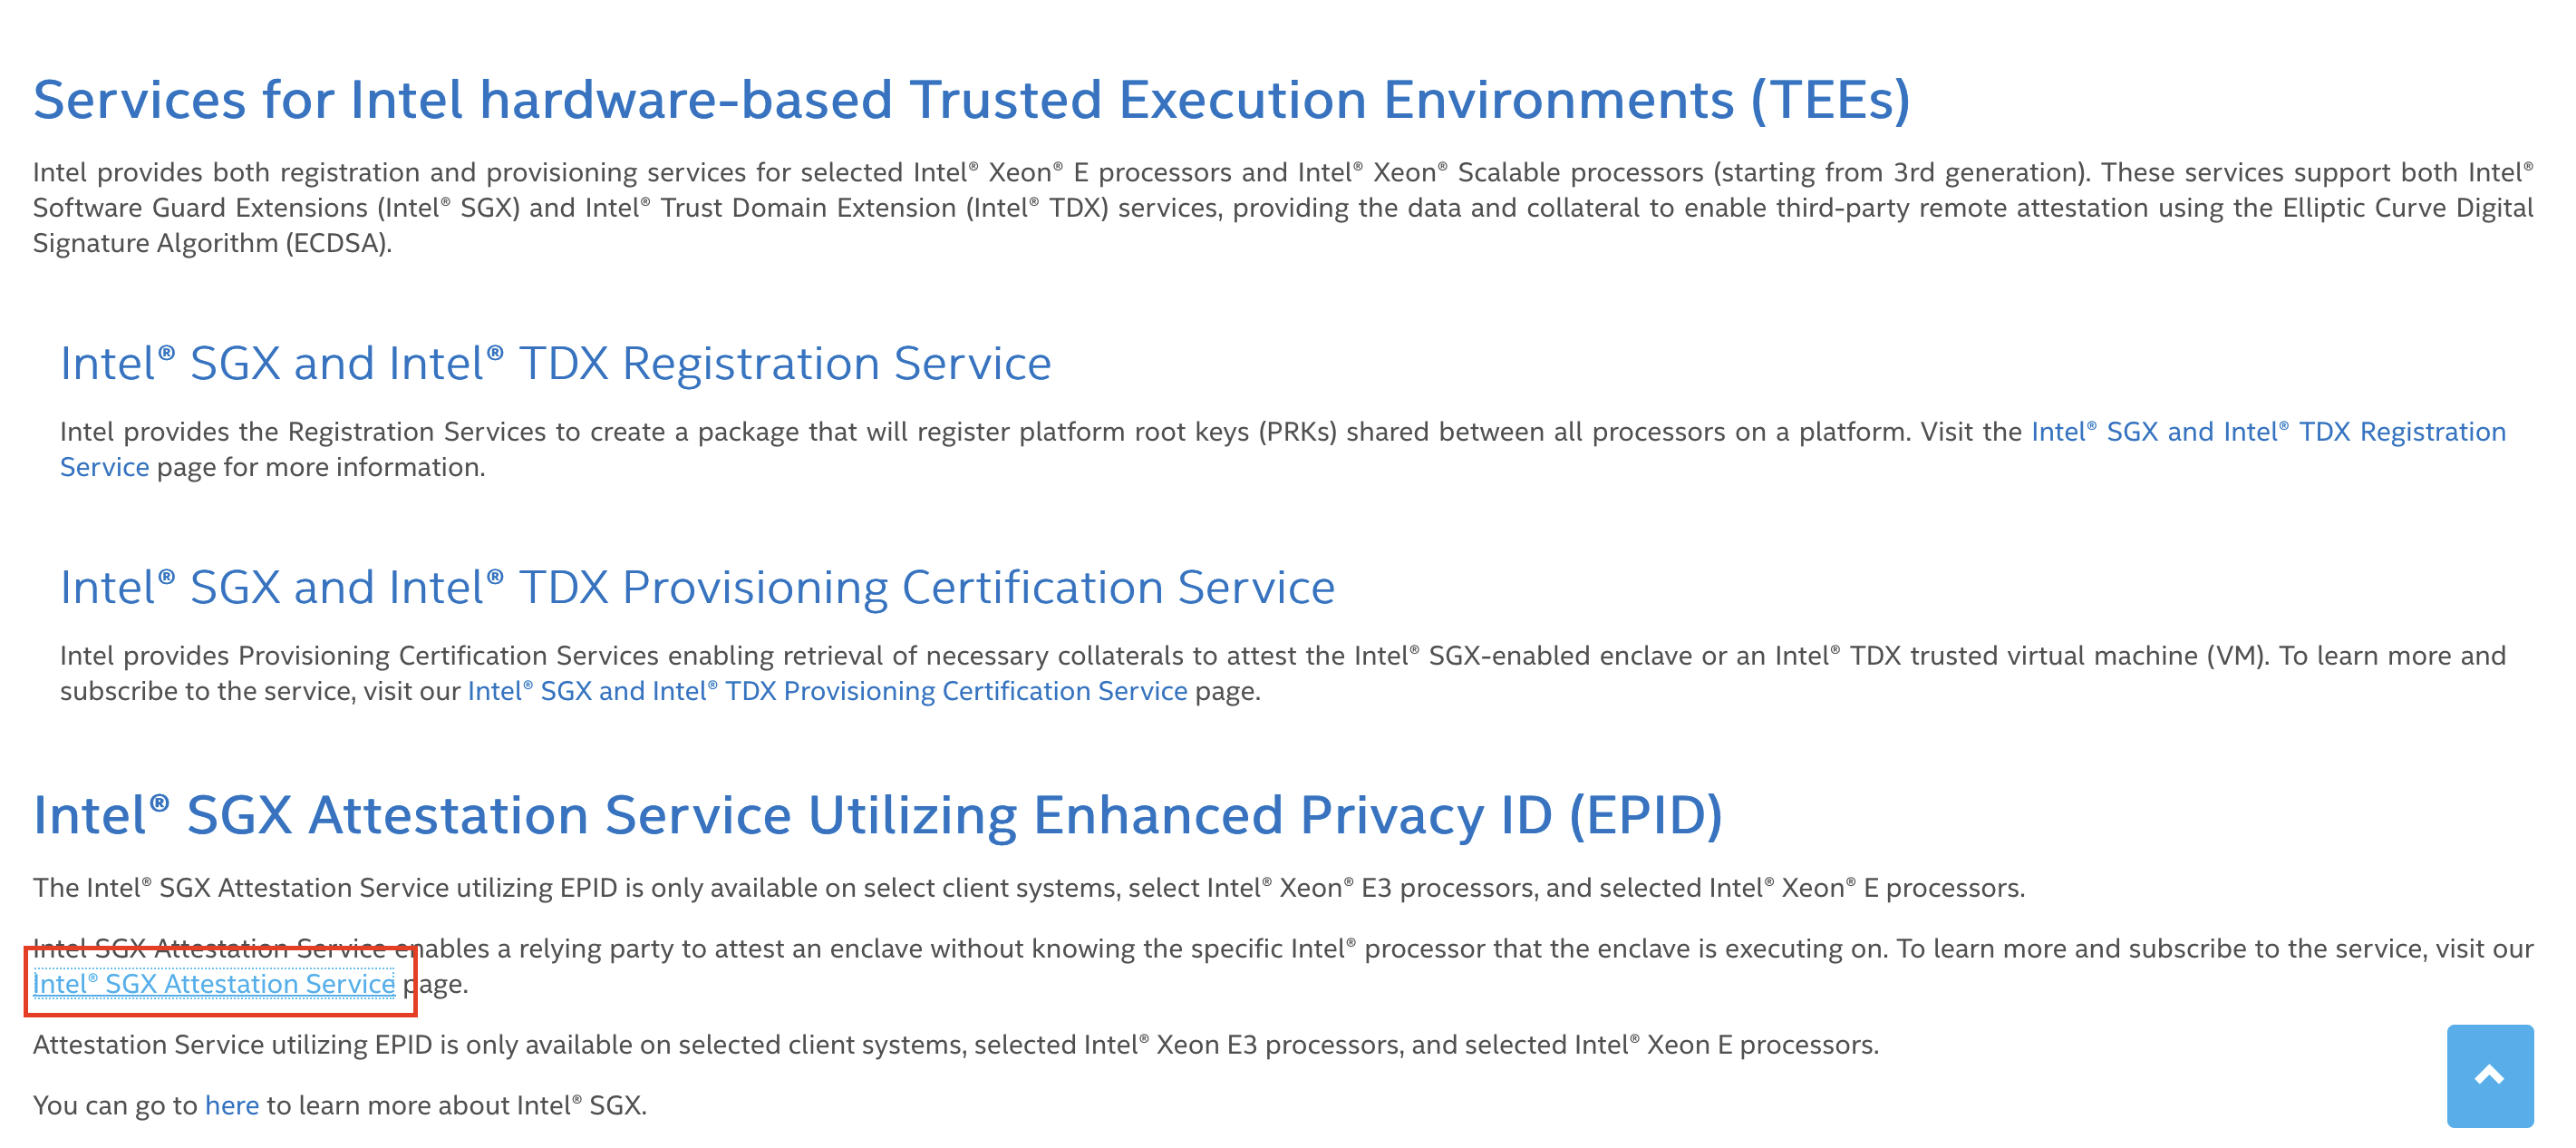 Services for Intel hardware-based Trusted Execution Environments (TEEs)
Intel provides both registration and provisioning services for selected Intel® Xeon® E processors and Intel® Xeon® Scalable processors (starting from 3rd generation). These services support both Intel®
Software Guard Extensions (Intel® SGX) and Intel® Trust Domain Extension (Intel® TDX) services, providing the data and collateral to enable third-party remote attestation using the Elliptic Curve Digital
Signature Algorithm (ECDSA).
Intel® SGX and Intel® TDX Registration Service
Intel provides the Registration Services to create a package that will register platform root keys (PRKs) shared between all processors on a platform. Visit the Intel® SGX and Intel® TDX Registration
Service page for more information.
Intel® SGX and Intel® TDX Provisioning Certification Service
Intel provides Provisioning Certification Services enabling retrieval of necessary collaterals to attest the Intel® SGX-enabled enclave or an Intel® TDX trusted virtual machine (VM). To learn more and
subscribe to the service, visit our Intel® SGX and Intel® TDX Provisioning Certification Service page.
Intel® SGX Attestation Service Utilizing Enhanced Privacy ID (EPID)
The Intel® SGX Attestation Service utilizing EPID is only available on select client systems, select Intel® Xeon® E3 processors, and selected Intel® Xeon® E processors.
Intel SGX Attestation Service enables a relying party to attest an enclave without knowing the specific Intel® processor that the enclave is executing on. To learn more and subscribe to the service, visit our
Intel® SGX Attestation Service page.
Attestation Service utilizing EPID is only available on selected client systems, selected Intel® Xeon E3 processors, and selected Intel® Xeon E processors.
You can go to here to learn more about Intel® SGX.